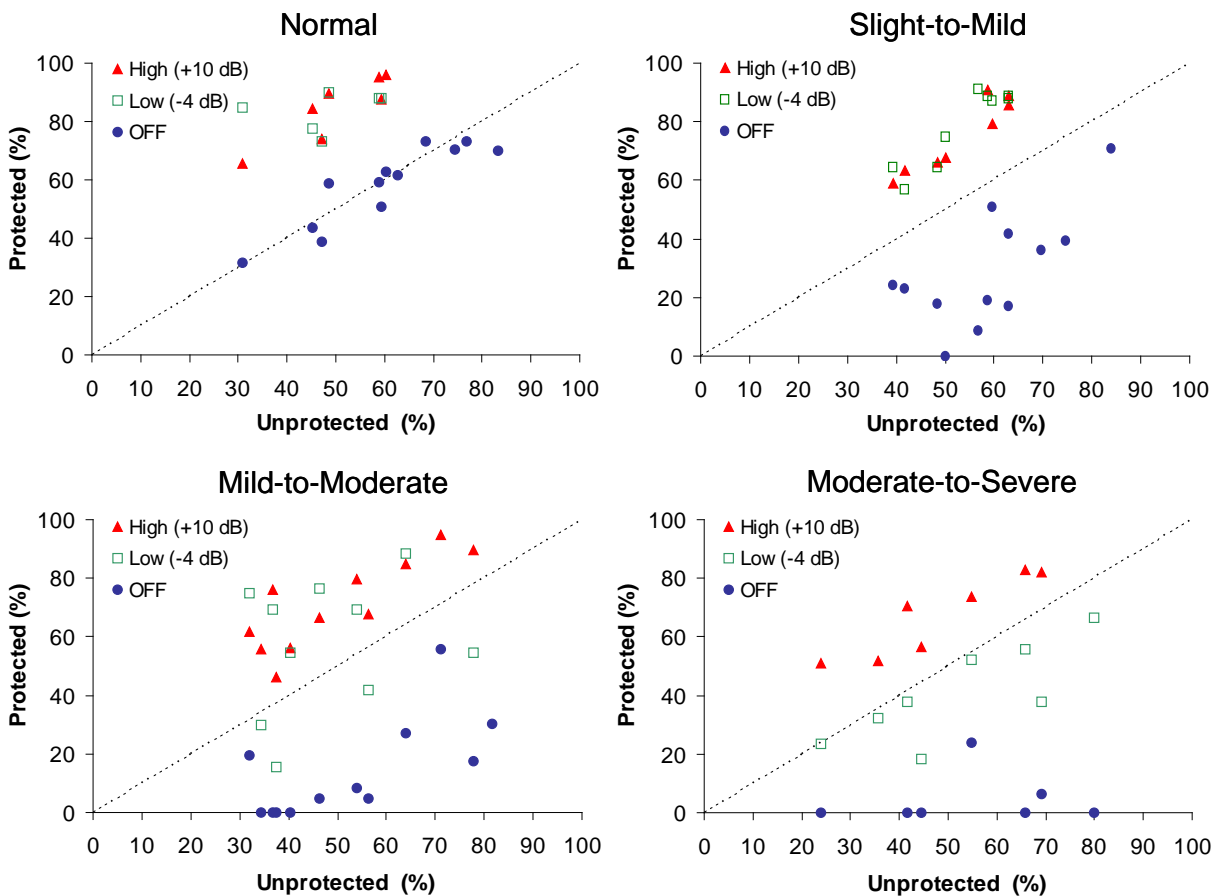 Normal
High (+10 dB)
Low (-4 dB)
OFF
Protected (%)
100
80
60
40
20
0
0 10 20 30 40 50 60 70 80 90 100
Unprotected (%)
Slight-to-Mild
High (+10 dB)
Low (-4 dB)
OFF
Protected (%)
100
80
60
40
20
0
0 10 20 30 40 50 60 70 80 90 100
Unprotected (%)
Mild-to-Moderate
High (+10 dB)
Low (-4 dB)
OFF
Protected (%)
100
80
60
40
20
0
0 10 20 30 40 50 60 70 80 90 100
Unprotected (%)
Moderate-to-Severe
High (+10 dB)
Low (-4 dB)
OFF
Protected (%)
100
80
60
40
20
0
0 10 20 30 40 50 60 70 80 90 100
Unprotected (%)